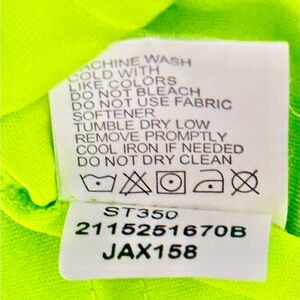 MACHINE WASH
COLD WITH
LIKE COLORS
DO NOT BLEACH
DO NOT USE FABRIC
SOFTENER
TUMBLE DRY LOW
REMOVE PROMPTLY
COOL IRON IF NEEDED
DO NOT DRY CLEAN
ST350
2115251670B
JAX158